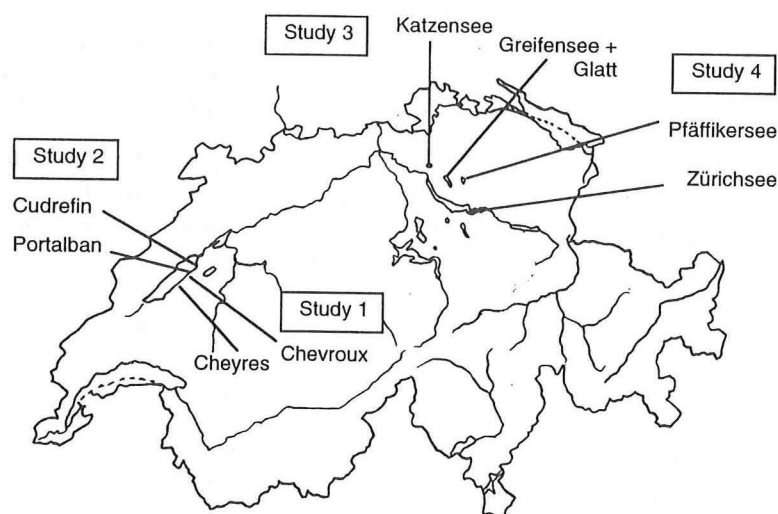 Study 3
Katzensee
Greifensee +
Glatt
Study 4
Pfäffikersee
Zürichsee
Study 2
Cudrefin
Portalban
Study 1
Cheyres
Chevroux